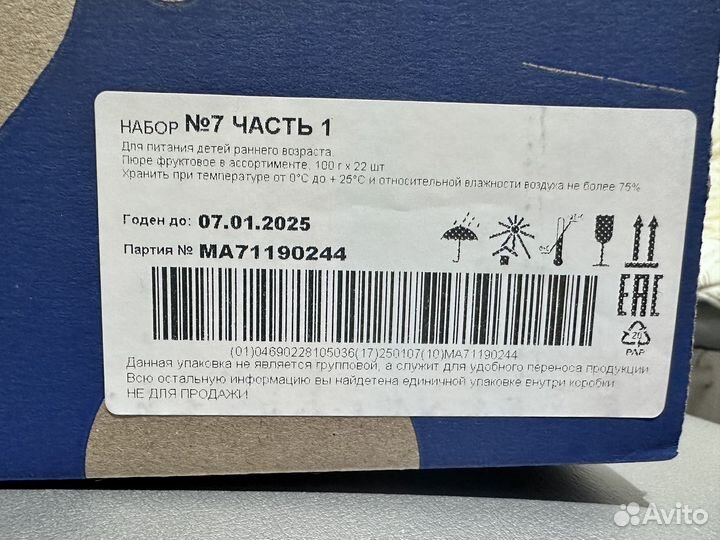 НАБОР №7 ЧАСТЬ 1
Для питания детей раннего возраста.
Пюре фруктовое в ассортименте, 100 г х 22 шт
Хранить при температуре от 0°С до + 25°С и относительной влажности воздуха не более 75%
Годен до: 07.01.2025
Партия № МА71190244
EAC
20
PAP
(01)04690228105036(17)250107(10)MA71190244
Данная упаковка не является групповой, а служит для удобного переноса продукции
Всю остальную информацию вы найдетена единичной упаковке внутри коробки
НЕ ДЛЯ ПРОДАЖИ
Avito